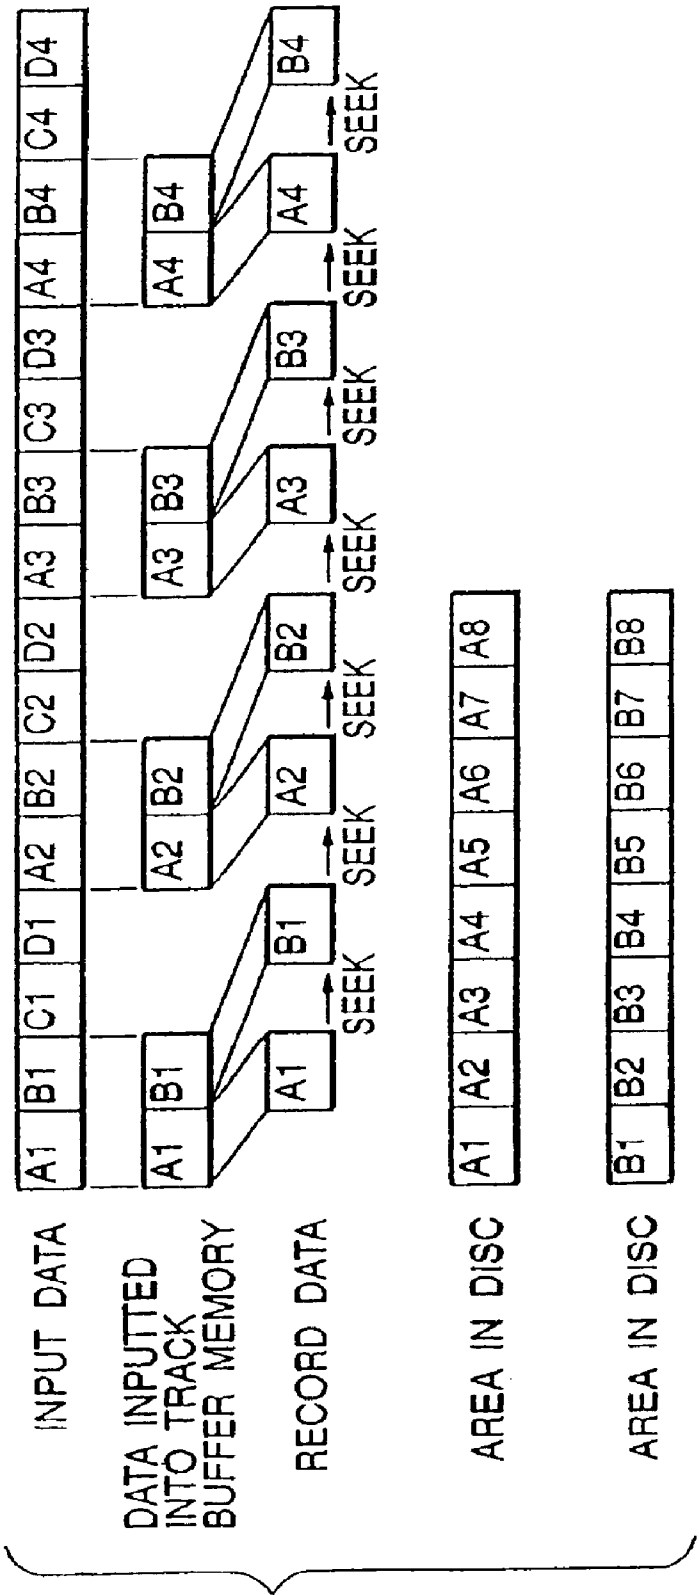 INPUT DATA
A1 B1 C1 D1 A2 B2 C2 D2 A3 B3 C3 D3 A4 B4 C4 D4
DATA INPUTTED
INTO TRACK
BUFFER MEMORY
A1 B1 A2 B2 A3 B3 A4 B4
RECORD DATA
A1 B1 A2 B2 A3 B3 A4 B4
SEEK SEEK SEEK SEEK SEEK SEEK SEEK
AREA IN DISC
A1 A2 A3 A4 A5 A6 A7 A8
AREA IN DISC
B1 B2 B3 B4 B5 B6 B7 B8